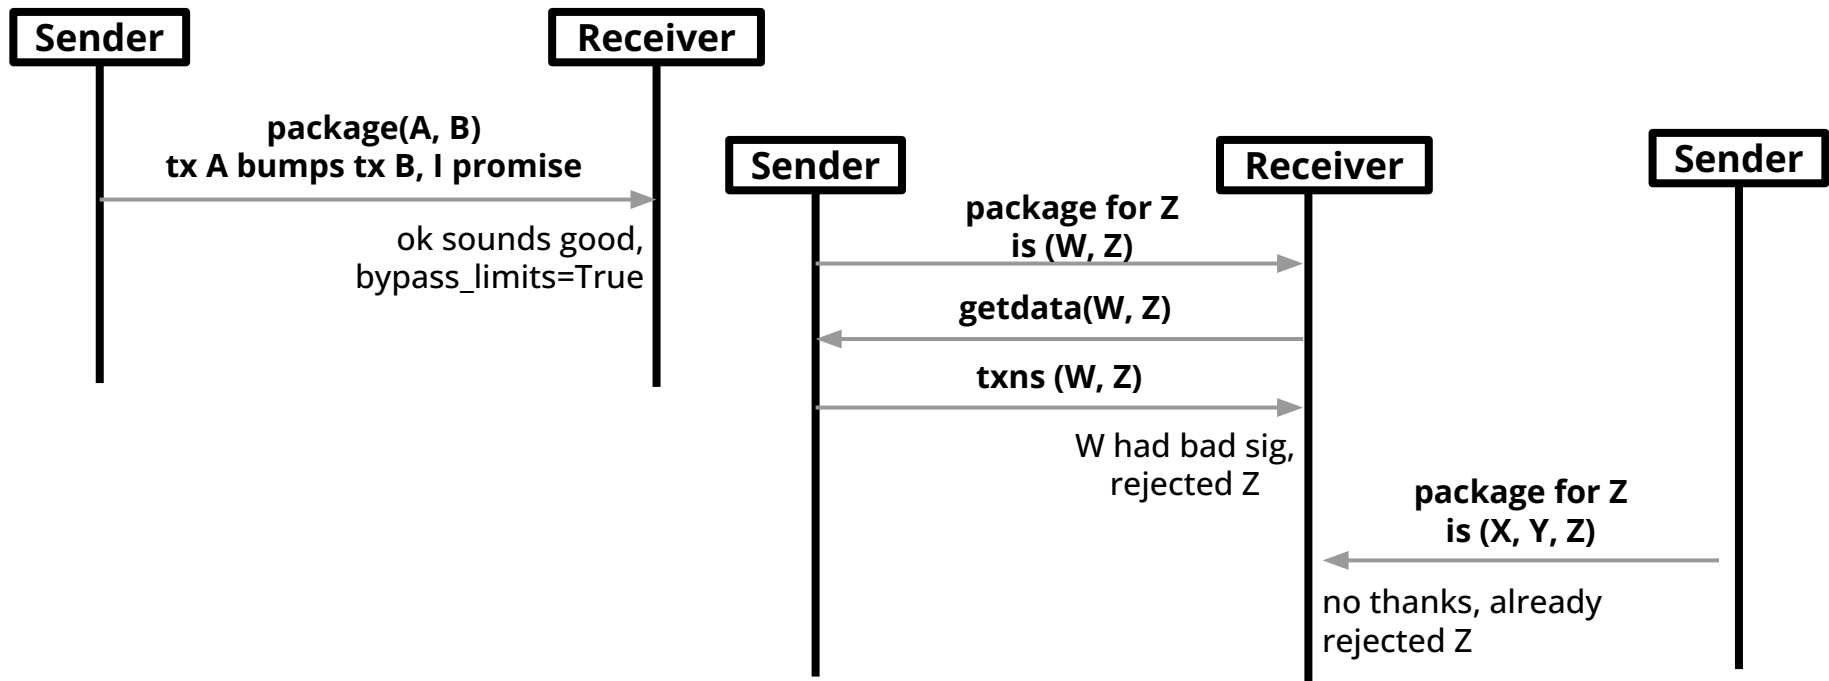 Sender
Receiver
package(A, B)
tx A bumps tx B, I promise
ok sounds good,
bypass_limits=True
Sender
Receiver
Sender
package for Z
is (W, Z)
getdata(W, Z)
txns (W, Z)
W had bad sig,
rejected Z
package for Z
is (X, Y, Z)
no thanks, already
rejected Z